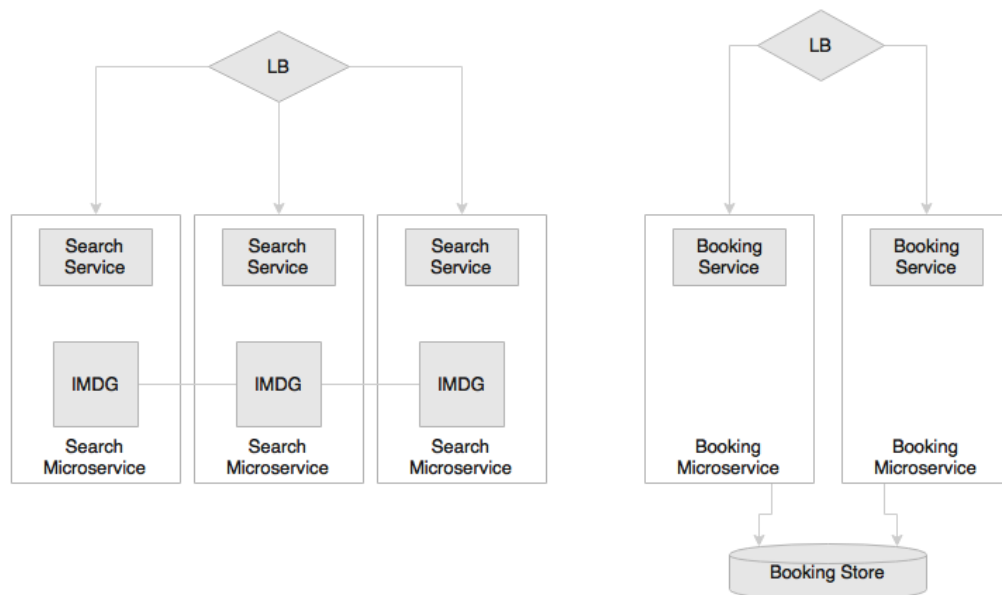 LB
LB
Search
Service
Search
Service
Search
Service
Booking
Service
Booking
Service
IMDG
IMDG
IMDG
Search
Microservice
Search
Microservice
Search
Microservice
Booking
Microservice
Booking
Microservice
Booking Store